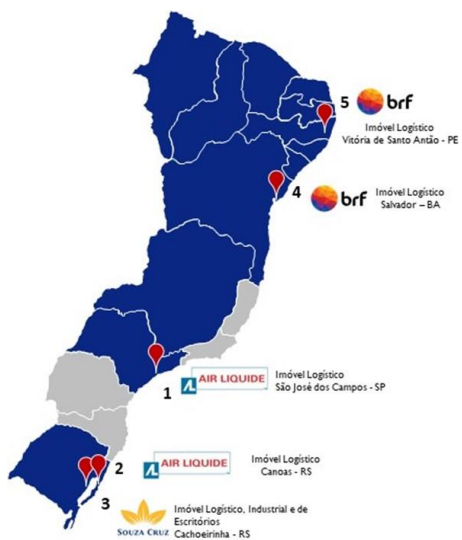 5
brf
Imóvel Logístico
Vitória de Santo Antão - PE
4
brf
Imóvel Logístico
Salvador – BA
1
AL
AIR LIQUIDE
Imóvel Logístico
São José dos Campos - SP
2
AL
AIR LIQUIDE
Imóvel Logístico
Canoas - RS
3
SOUZA CRUZ
Imóvel Logístico, Industrial e de
Escritórios
Cachoeirinha - RS